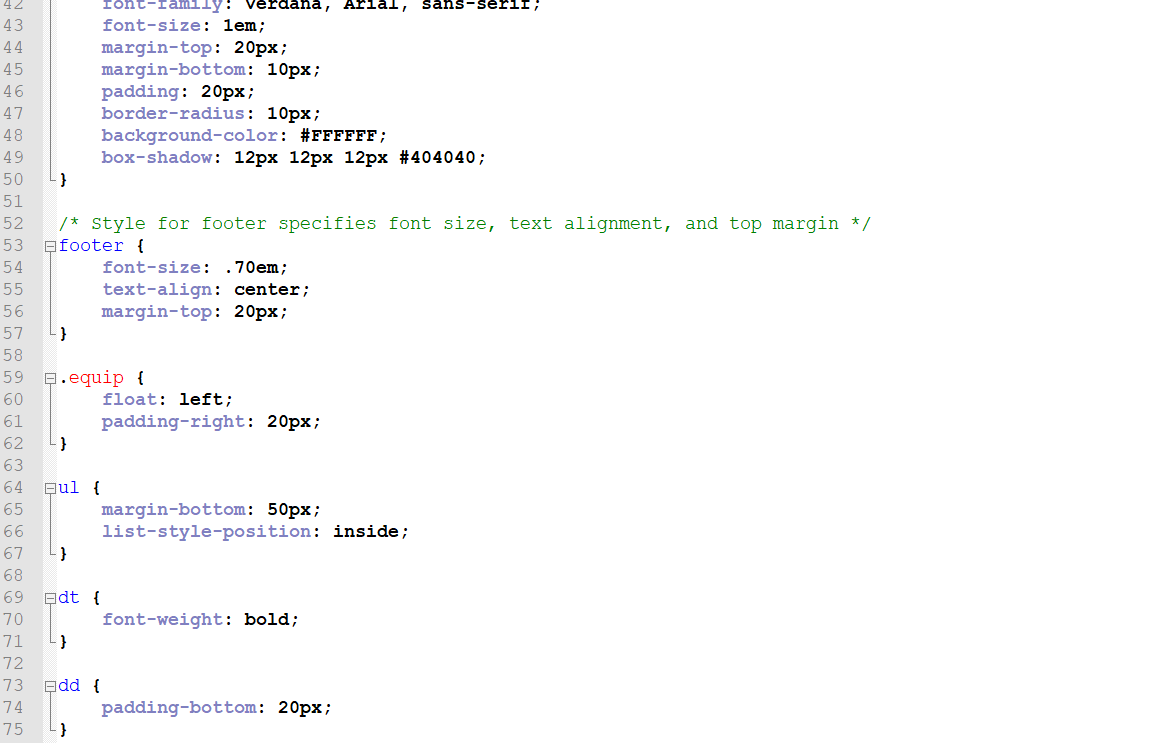 42 font-family: Verdana, Arial, sans-serif;
43 font-size: 1em;
44 margin-top: 20px;
45 margin-bottom: 10px;
46 padding: 20px;
47 border-radius: 10px;
48 background-color: #FFFFFF;
49 box-shadow: 12px 12px 12px #404040;
50 }
51
52 /* Style for footer specifies font size, text alignment, and top margin */
53 footer {
54 font-size: .70em;
55 text-align: center;
56 margin-top: 20px;
57 }
58
59 .equip {
60 float: left;
61 padding-right: 20px;
62 }
63
64 ul {
65 margin-bottom: 50px;
66 list-style-position: inside;
67 }
68
69 dt {
70 font-weight: bold;
71 }
72
73 dd {
74 padding-bottom: 20px;
75 }